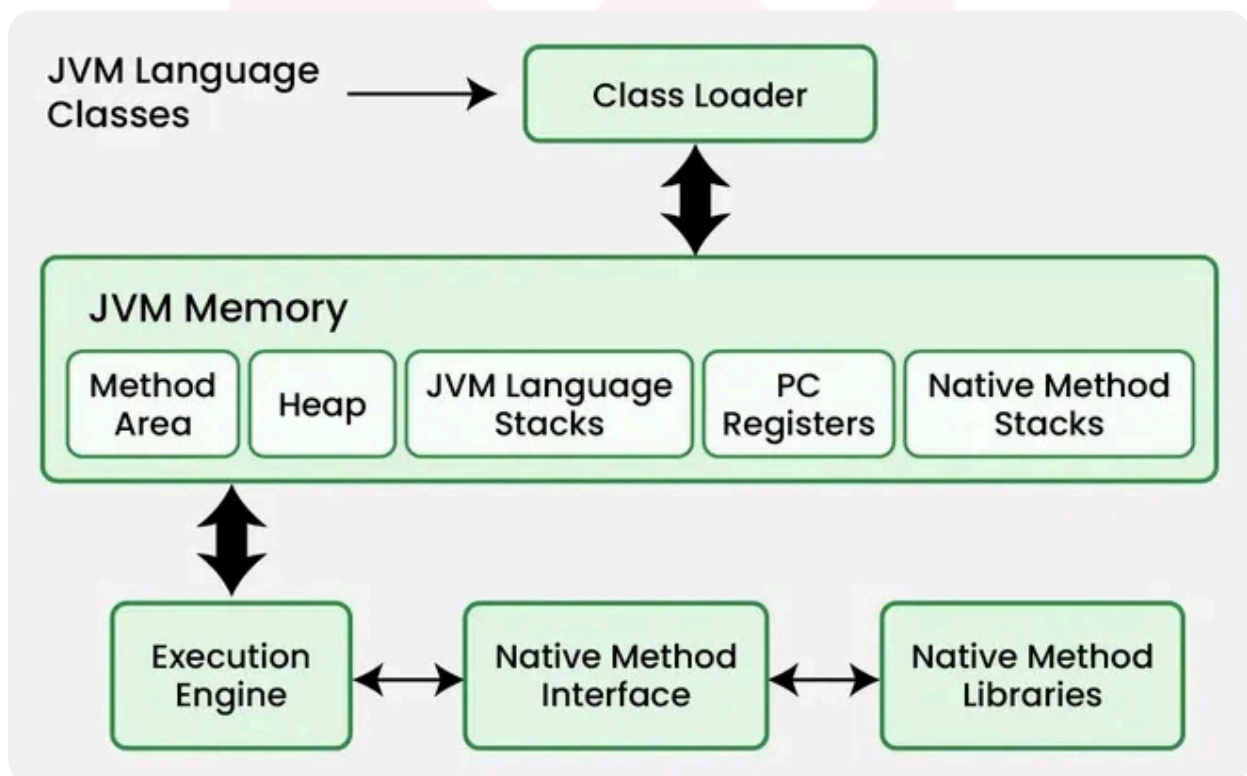 JVM Language
Classes
Class Loader
JVM Memory
Method
Area
Heap
JVM Language
Stacks
PC
Registers
Native Method
Stacks
Execution
Engine
Native Method
Interface
Native Method
Libraries